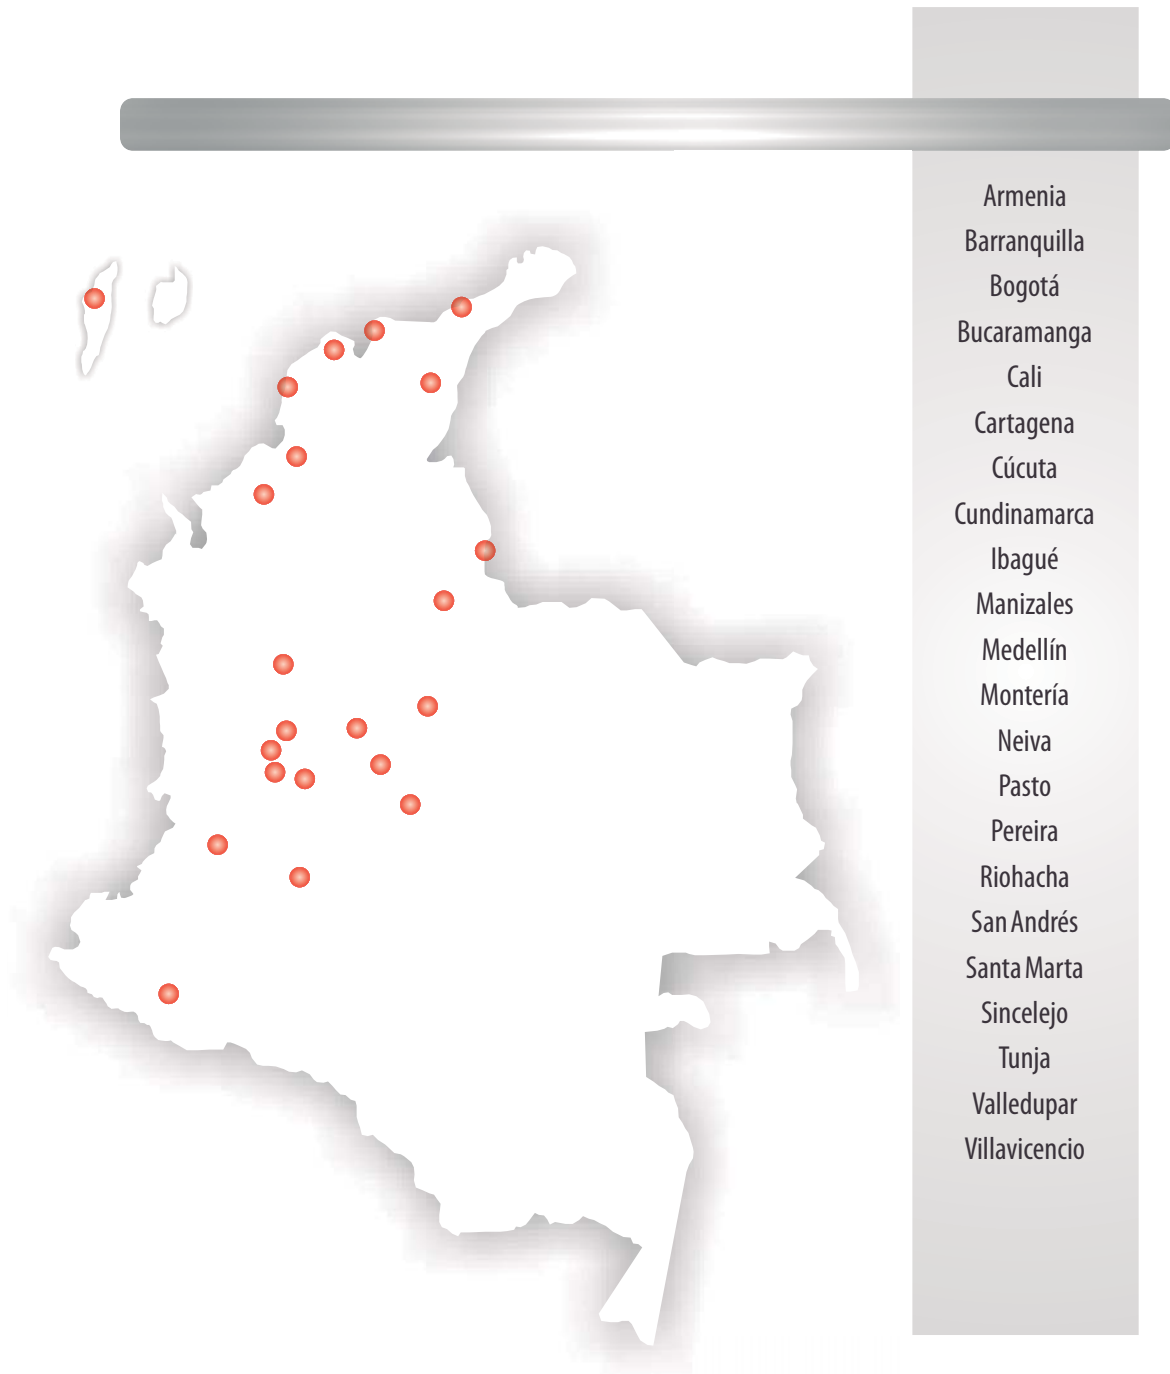 Armenia
Barranquilla
Bogotá
Bucaramanga
Cali
Cartagena
Cúcuta
Cundinamarca
Ibagué
Manizales
Medellín
Montería
Neiva
Pasto
Pereira
Riohacha
San Andrés
Santa Marta
Sincelejo
Tunja
Valledupar
Villavicencio